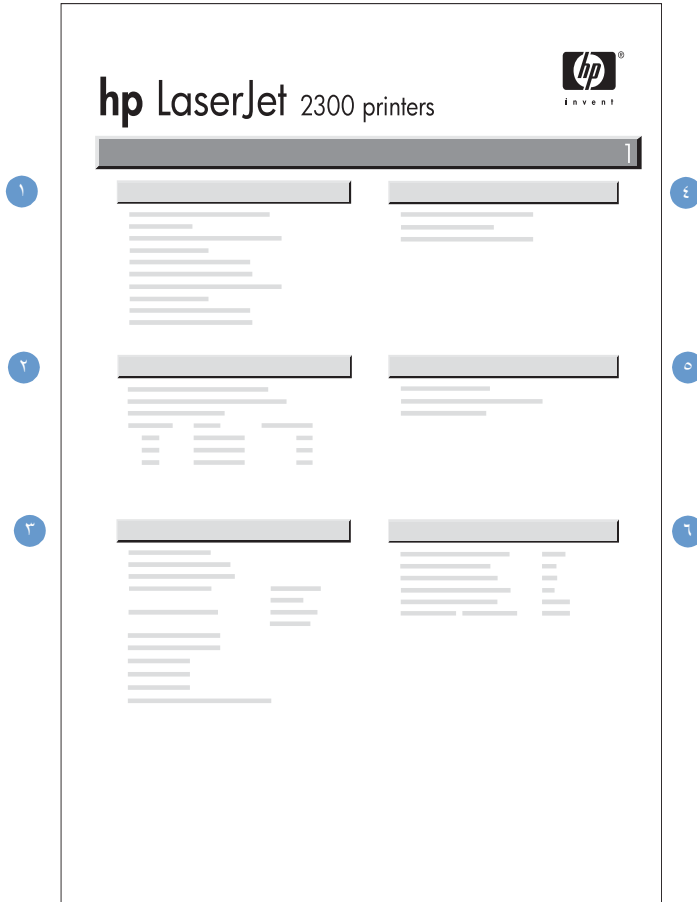 hp
®
invent
hp LaserJet 2300 printers
1
١
٤
٢
٥
٣
٦